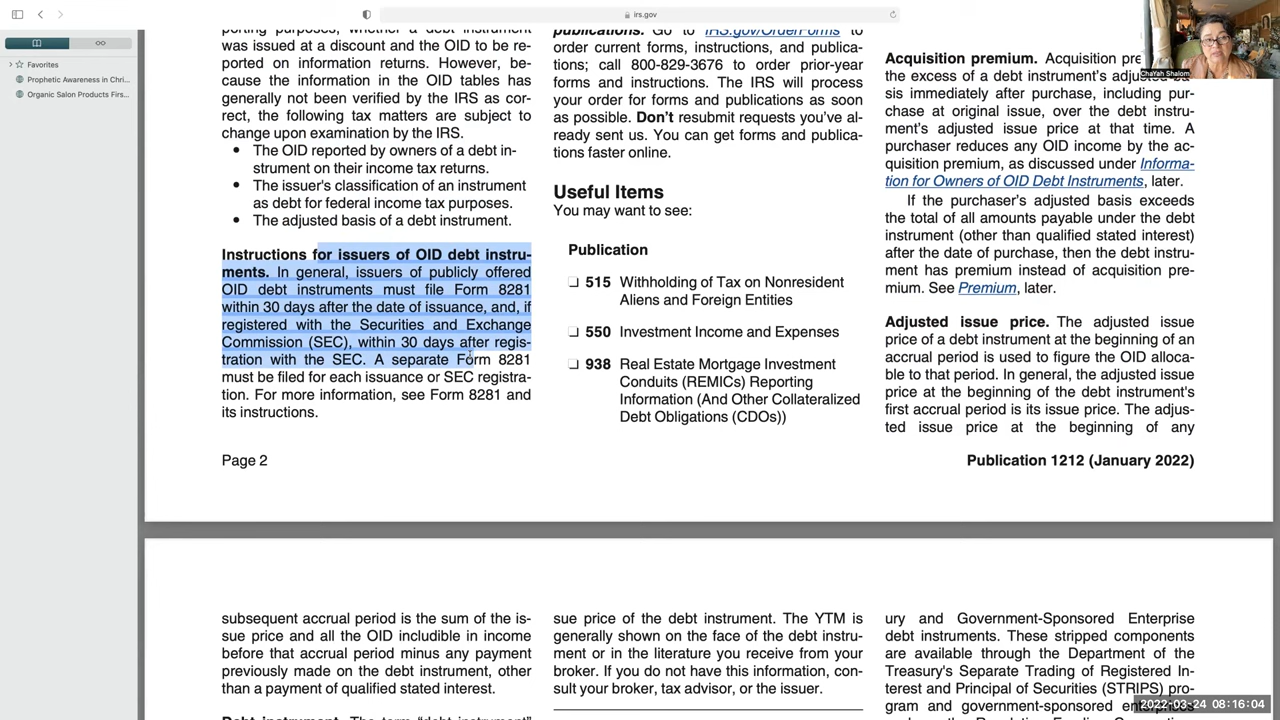 irs.gov
Favorites
Prophetic Awareness in Chri...
Organic Salon Products Firs...
ChaYah Shalom
porting purposes, whether a debt instrument
was issued at a discount and the OID to be re-
ported on information returns. However, be-
cause the information in the OID tables has
generally not been verified by the IRS as cor-
rect, the following tax matters are subject to
change upon examination by the IRS.
• The OID reported by owners of a debt in-
strument on their income tax returns.
• The issuer's classification of an instrument
as debt for federal income tax purposes.
• The adjusted basis of a debt instrument.
Instructions for issuers of OID debt instru-
ments. In general, issuers of publicly offered
OID debt instruments must file Form 8281
within 30 days after the date of issuance, and, if
registered with the Securities and Exchange
Commission (SEC), within 30 days after regis-
tration with the SEC. A separate Form 8281
must be filed for each issuance or SEC registra-
tion. For more information, see Form 8281 and
its instructions.
publications. Go to IRS.gov/OrderForms to
order current forms, instructions, and publica-
tions; call 800-829-3676 to order prior-year
forms and instructions. The IRS will process
your order for forms and publications as soon
as possible. Don't resubmit requests you've al-
ready sent us. You can get forms and publica-
tions faster online.
Useful Items
You may want to see:
Publication
515 Withholding of Tax on Nonresident
Aliens and Foreign Entities
550 Investment Income and Expenses
938 Real Estate Mortgage Investment
Conduits (REMICs) Reporting
Information (And Other Collateralized
Debt Obligations (CDOs))
Acquisition premium. Acquisition pre
the excess of a debt instrument's adjusted
sis immediately after purchase, including pur-
chase at original issue, over the debt instru-
ment's adjusted issue price at that time. A
purchaser reduces any OID income by the ac-
quisition premium, as discussed under Informa-
tion for Owners of OID Debt Instruments, later.
If the purchaser's adjusted basis exceeds
the total of all amounts payable under the debt
instrument (other than qualified stated interest)
after the date of purchase, then the debt instru-
ment has premium instead of acquisition pre-
mium. See Premium, later.
Adjusted issue price. The adjusted issue
price of a debt instrument at the beginning of an
accrual period is used to figure the OID alloca-
ble to that period. In general, the adjusted issue
price at the beginning of the debt instrument's
first accrual period is its issue price. The adjus-
ted issue price at the beginning of any
Page 2
Publication 1212 (January 2022)
subsequent accrual period is the sum of the is-
sue price and all the OID includible in income
before that accrual period minus any payment
previously made on the debt instrument, other
than a payment of qualified stated interest.
Debt instrument. The term "debt instrument"
sue price of the debt instrument. The YTM is
generally shown on the face of the debt instru-
ment or in the literature you receive from your
broker. If you do not have this information, con-
sult your broker, tax advisor, or the issuer.
ury and Government-Sponsored Enterprise
debt instruments. These stripped components
are available through the Department of the
Treasury's Separate Trading of Registered In-
terest and Principal of Securities (STRIPS) pro-
gram and government-sponsored enterprises
2022-03-24 08:16:04